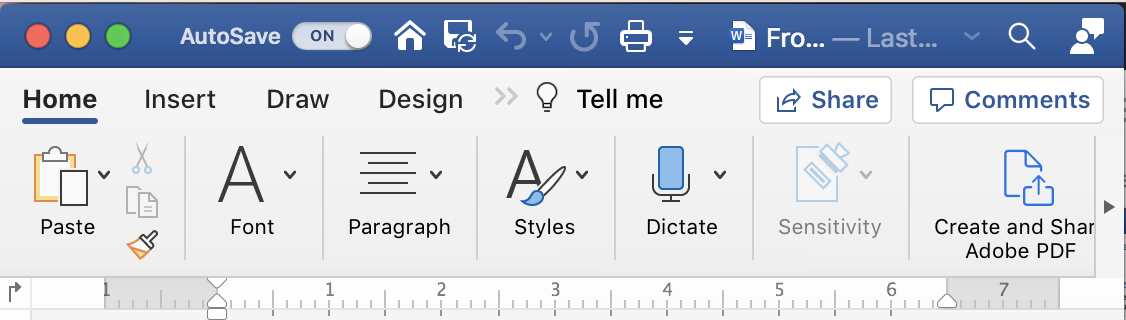 AutoSave ON W Fro... — Last...
Home Insert Draw Design Tell me Share Comments
Paste Font Paragraph Styles Dictate Sensitivity Create and Shar
Adobe PDF
1 1 2 3 4 5 6 7